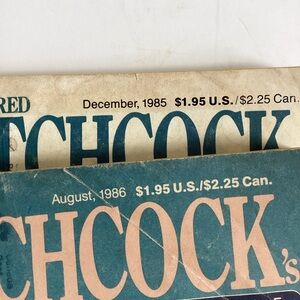 RED
December, 1985 $1.95 U.S./$2.25 Can.
TCHCOCK
August, 1986 $1.95 U.S./$2.25 Can.
CHCOCK's